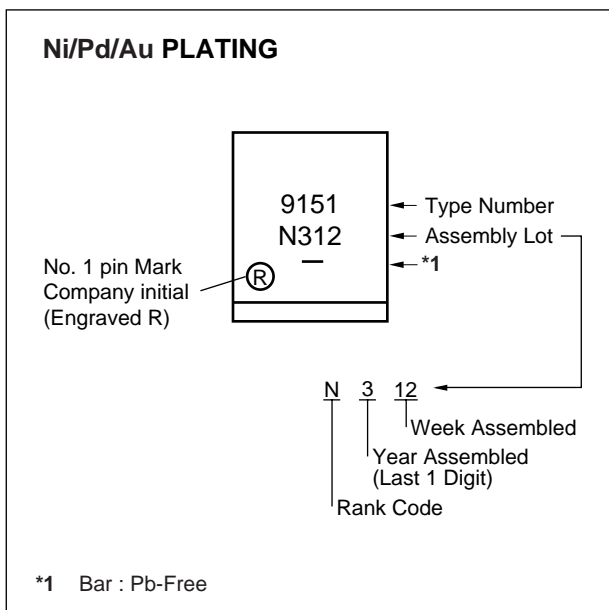 Ni/Pd/Au PLATING
9151
N312
R
Type Number
Assembly Lot
*1
No. 1 pin Mark
Company initial
(Engraved R)
N 3 12
Week Assembled
Year Assembled
(Last 1 Digit)
Rank Code
*1 Bar : Pb-Free